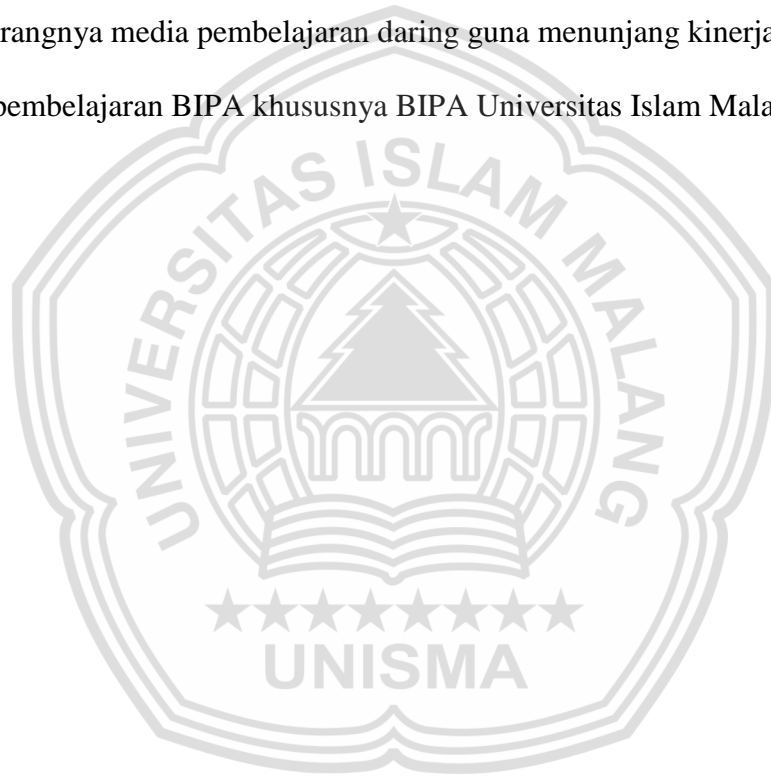 rangnya media pembelajaran daring guna menunjang kinerja
pembelajaran BIPA khususnya BIPA Universitas Islam Mala
UNIVERSITAS ISLAM MALANG
UNISMA